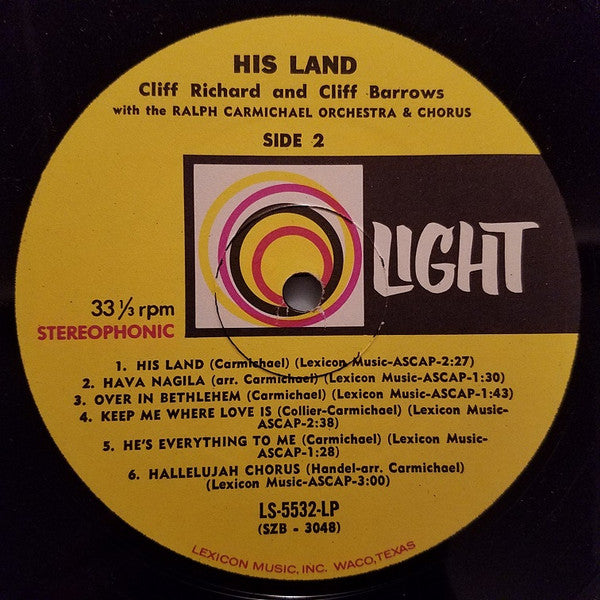 HIS LAND
Cliff Richard and Cliff Barrows
with the RALPH CARMICHAEL ORCHESTRA & CHORUS
SIDE 2
LIGHT
33 1/3 rpm
STEREOPHONIC
1. HIS LAND (Carmichael) (Lexicon Music-ASCAP-2:27)
2. HAVA NAGILA (arr. Carmichael) (Lexicon Music-ASCAP-1:30)
3. OVER IN BETHLEHEM (Carmichael) (Lexicon Music-ASCAP-1:43)
4. KEEP ME WHERE LOVE IS (Collier-Carmichael) (Lexicon Music-
ASCAP-2:38)
5. HE'S EVERYTHING TO ME (Carmichael) (Lexicon Music-
ASCAP-1:28)
6. HALLELUJAH CHORUS (Handel-arr. Carmichael)
(Lexicon Music-ASCAP-3:00)
LS-5532-LP
(SZB - 3048)
LEXICON MUSIC, INC. WACO, TEXAS